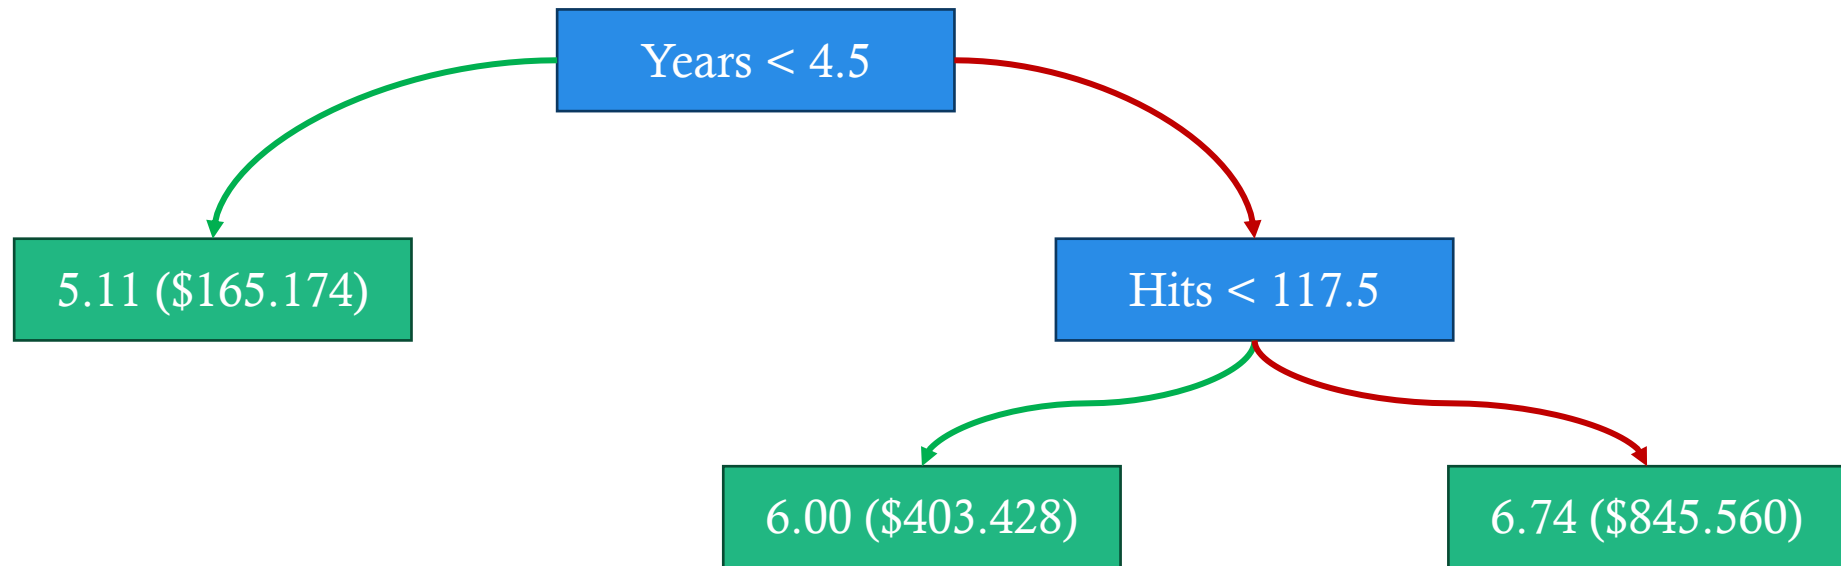 Years < 4.5
5.11 ($165.174)
Hits < 117.5
6.00 ($403.428)
6.74 ($845.560)